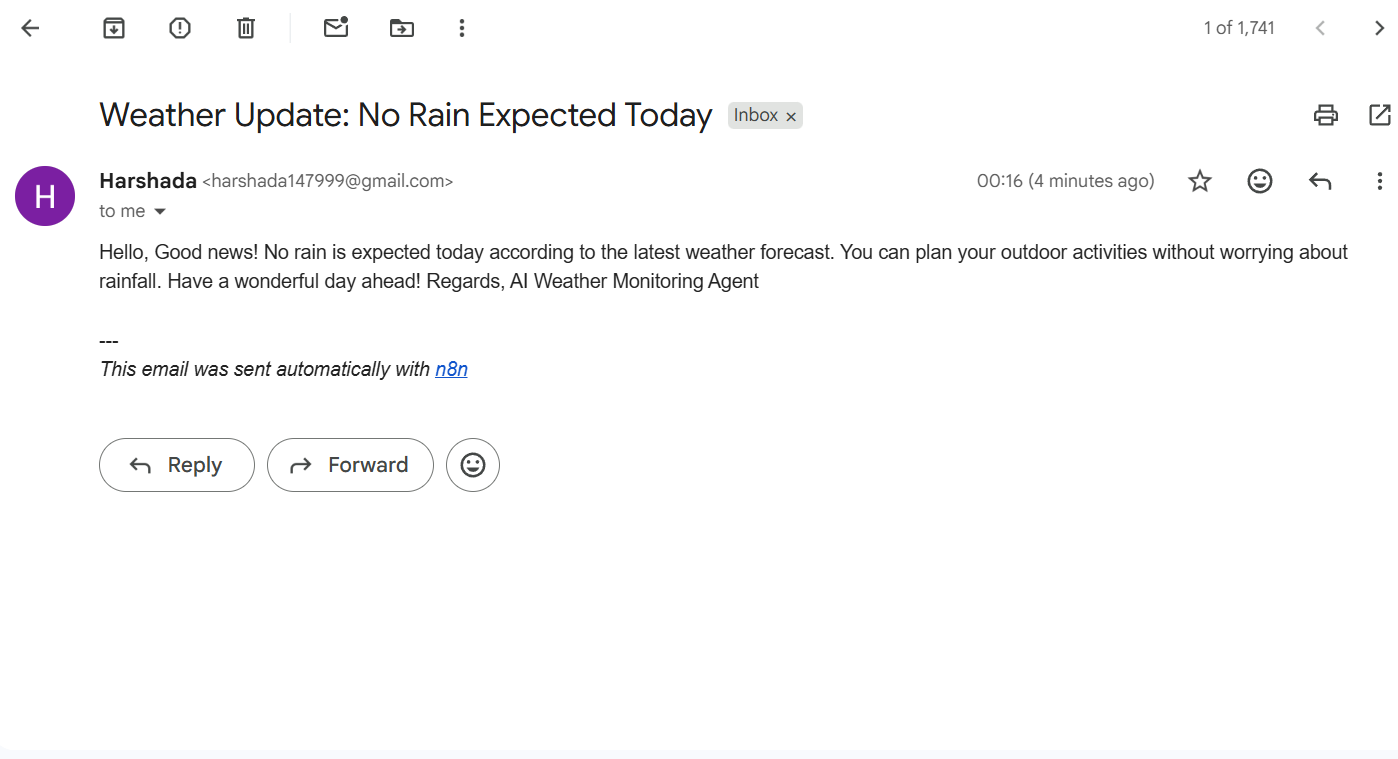 1 of 1,741
Weather Update: No Rain Expected Today Inbox ×
H
Harshada <harshada147999@gmail.com> 00:16 (4 minutes ago)
to me
Hello, Good news! No rain is expected today according to the latest weather forecast. You can plan your outdoor activities without worrying about
rainfall. Have a wonderful day ahead! Regards, AI Weather Monitoring Agent
---
This email was sent automatically with n8n
Reply Forward